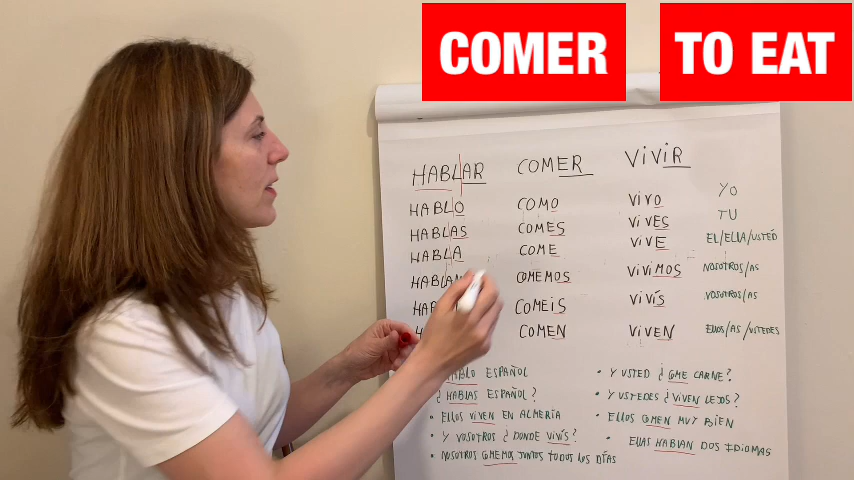 COMER TO EAT
HABLAR COMER ViViR
HABLO COMO ViVO YO
HABLAS COMES ViVES TU
HABLA COME ViVE EL/ELLA/USTED
HABLAN COMEMOS ViViMOS NOSOTROS/AS
COMEiS ViVíS VOSOTROS/AS
COMEN ViVEN ELLOS/AS/USTEDES
HABLO ESPAÑOL
¿HABLAS ESPAÑOL?
• ELLOS ViVEN EN ALMERíA
• Y VOSOTROS ¿DONDE VIVíS?
• NOSOTROS COMEMOS JUNTOS TODOS LOS DÍAS
• Y USTED ¿COME CARNE?
• Y USTEDES ¿ViVEN LEJOS?
• ELLOS COMEN MUY BiEN
• ELLAS HABLAN DOS IDiOMAS